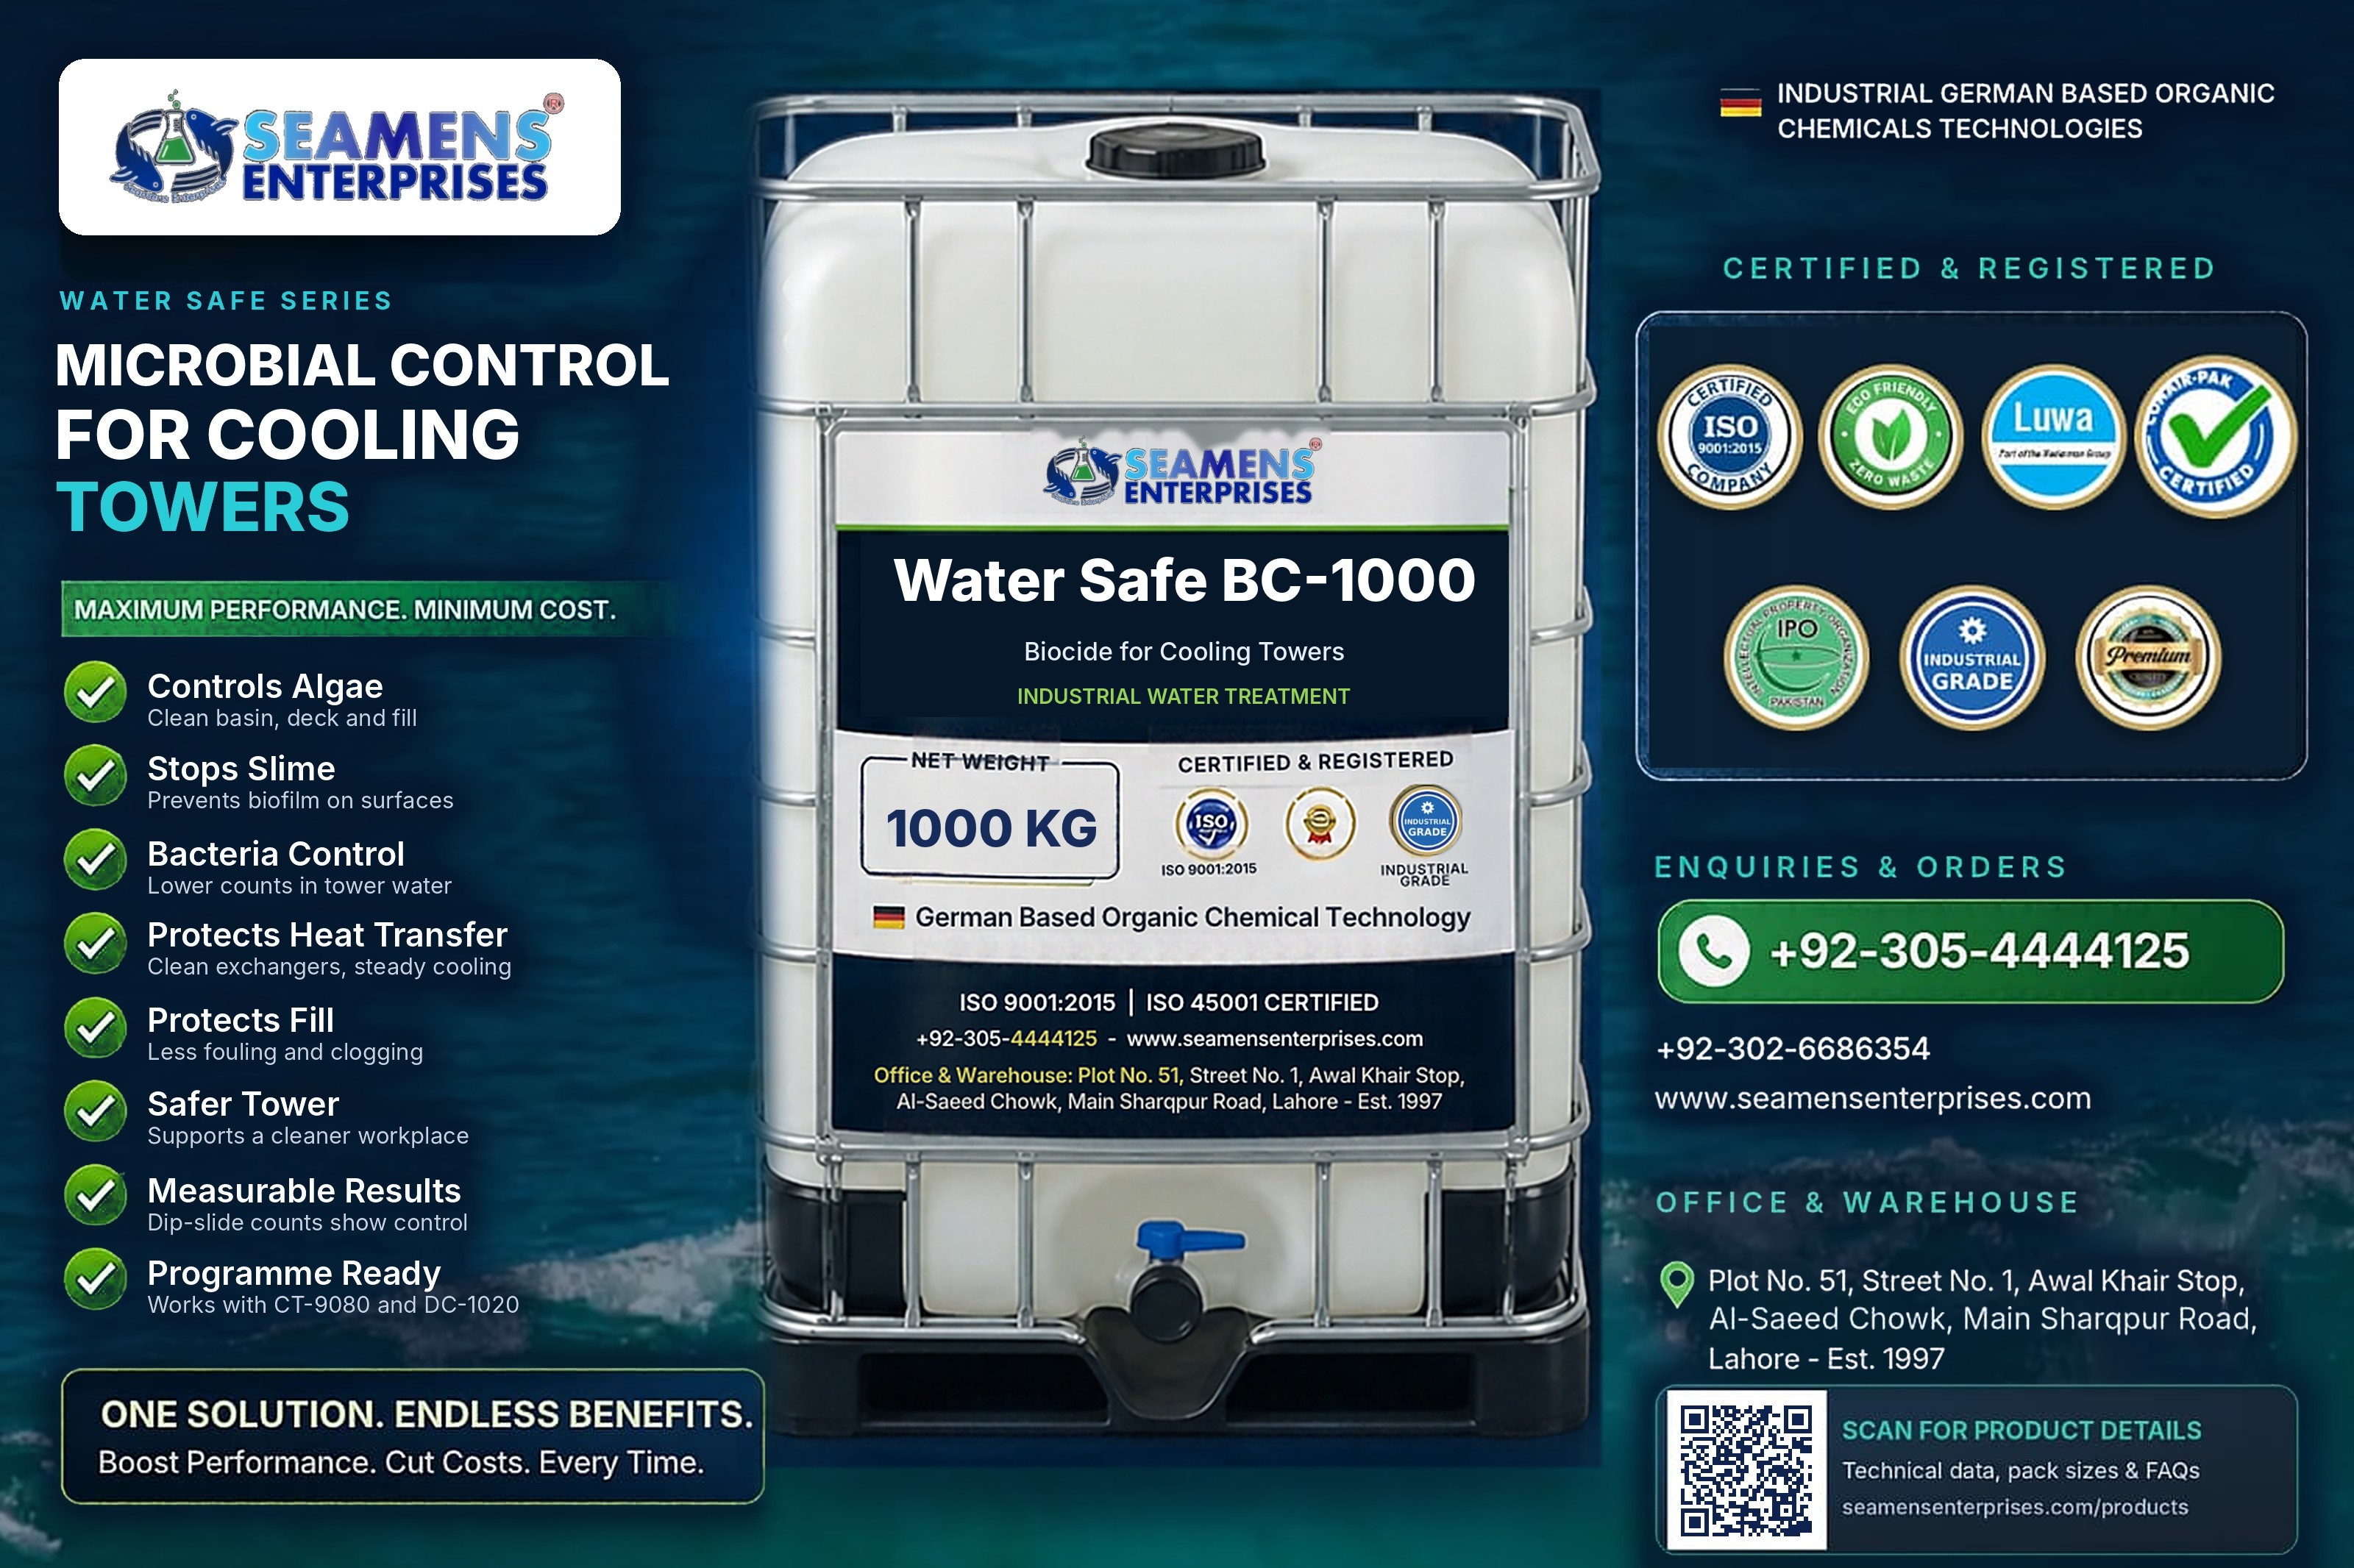 SEAMENS ®
ENTERPRISES
Seamens Enterprises
WATER SAFE SERIES
MICROBIAL CONTROL
FOR COOLING
TOWERS
MAXIMUM PERFORMANCE. MINIMUM COST.
Controls Algae
Clean basin, deck and fill
Stops Slime
Prevents biofilm on surfaces
Bacteria Control
Lower counts in tower water
Protects Heat Transfer
Clean exchangers, steady cooling
Protects Fill
Less fouling and clogging
Safer Tower
Supports a cleaner workplace
Measurable Results
Dip-slide counts show control
Programme Ready
Works with CT-9080 and DC-1020
ONE SOLUTION. ENDLESS BENEFITS.
Boost Performance. Cut Costs. Every Time.
SEAMENS ®
ENTERPRISES
Water Safe BC-1000
Biocide for Cooling Towers
INDUSTRIAL WATER TREATMENT
NET WEIGHT
1000 KG
CERTIFIED & REGISTERED
ISO
INDUSTRIAL
GRADE
ISO 9001:2015
INDUSTRIAL
GRADE
German Based Organic Chemical Technology
ISO 9001:2015 | ISO 45001 CERTIFIED
+92-305-4444125 - www.seamensenterprises.com
Office & Warehouse: Plot No. 51, Street No. 1, Awal Khair Stop,
Al-Saeed Chowk, Main Sharqpur Road, Lahore - Est. 1997
INDUSTRIAL GERMAN BASED ORGANIC
CHEMICALS TECHNOLOGIES
CERTIFIED & REGISTERED
CERTIFIED
ISO
9001:2015
COMPANY
ECO FRIENDLY
ZERO WASTE
Luwa
Part of the
Group
AIR-PAK
CERTIFIED
INTELLECTUAL PROPERTY ORGANIZATION
IPO
PAKISTAN
INDUSTRIAL
GRADE
Premium
ENQUIRIES & ORDERS
+92-305-4444125
+92-302-6686354
www.seamensenterprises.com
OFFICE & WAREHOUSE
Plot No. 51, Street No. 1, Awal Khair Stop,
Al-Saeed Chowk, Main Sharqpur Road,
Lahore - Est. 1997
SCAN FOR PRODUCT DETAILS
Technical data, pack sizes & FAQs
seamensenterprises.com/products